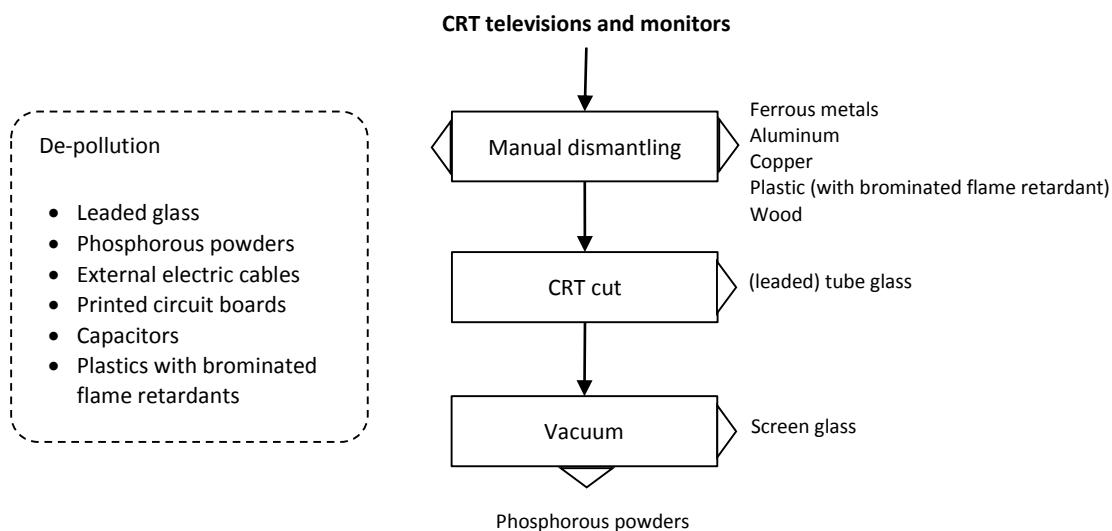 CRT televisions and monitors
De-pollution
• Leaded glass
• Phosphorous powders
• External electric cables
• Printed circuit boards
• Capacitors
• Plastics with brominated
flame retardants
Manual dismantling
Ferrous metals
Aluminum
Copper
Plastic (with brominated flame retardant)
Wood
CRT cut
(leaded) tube glass
Vacuum
Screen glass
Phosphorous powders